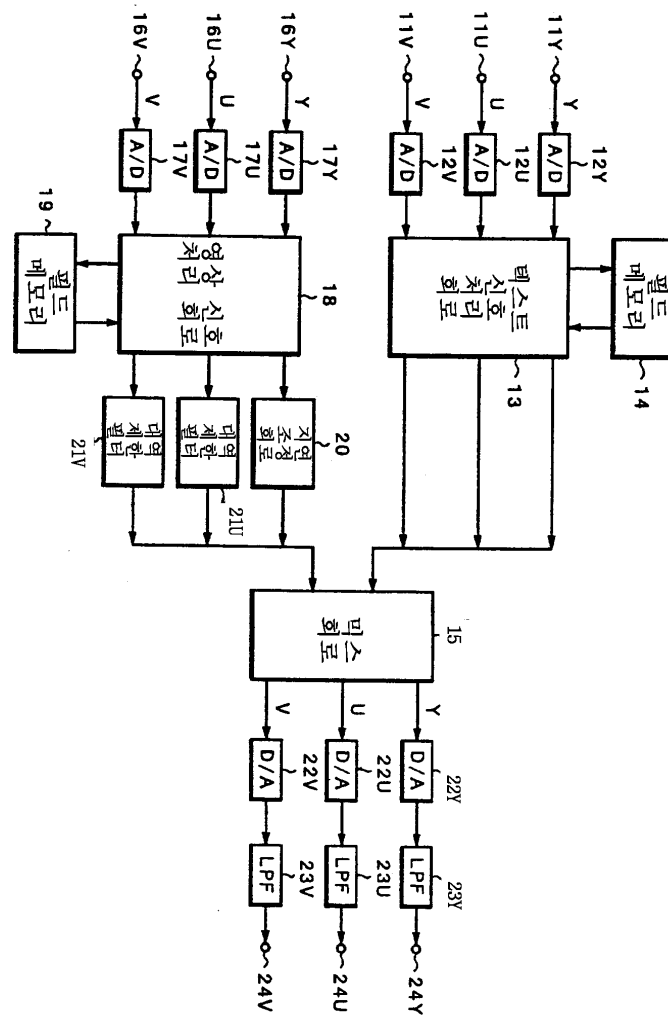 14
필드
메모리
11Y
Y
12Y
A/D
11U
U
12U
A/D
11V
V
12V
A/D
테스트
신호
처리
회로
13
16Y
Y
17Y
A/D
16U
U
17U
A/D
16V
V
17V
A/D
18
영상 신호
처리 회로
19
필드
메모리
20
지연
조정
회로
21U
대역
제한
필터
21V
대역
제한
필터
15
믹스
회로
Y
22Y
D/A
23Y
LPF
24Y
U
22U
D/A
23U
LPF
24U
V
22V
D/A
23V
LPF
24V